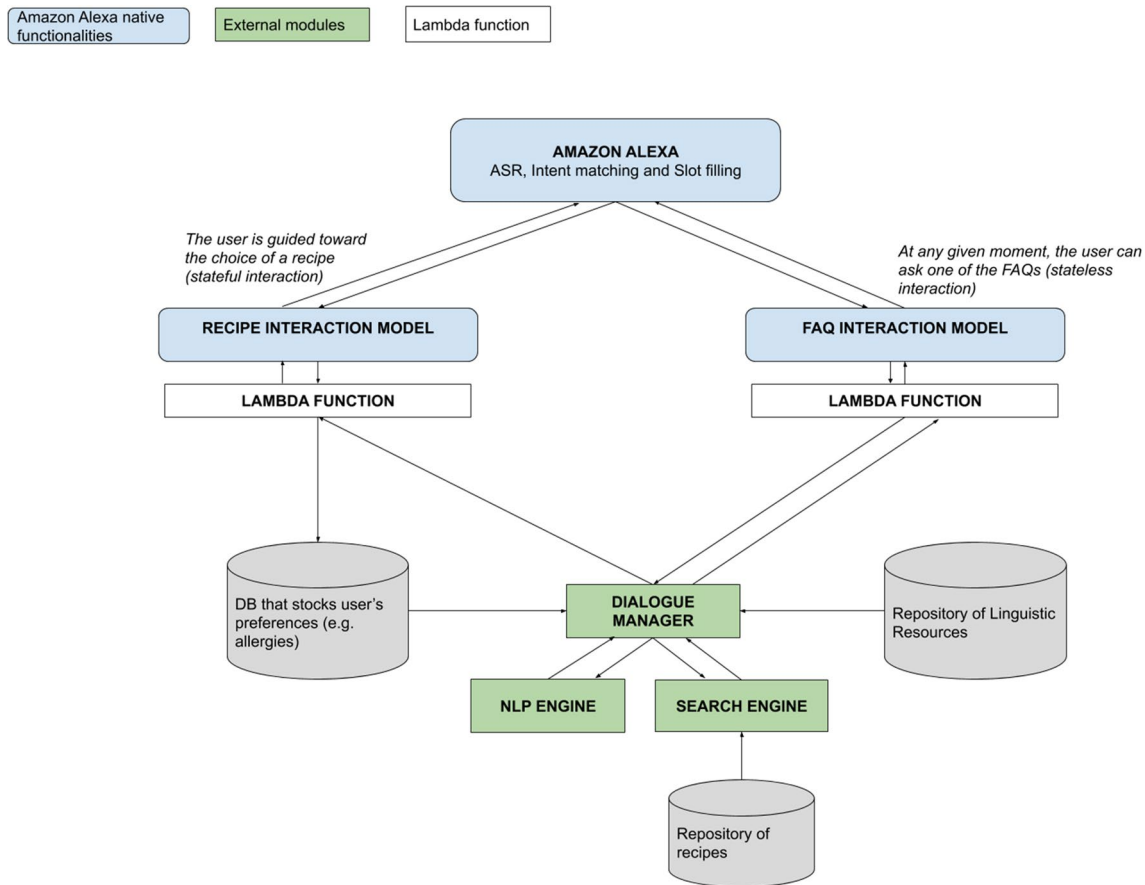 Amazon Alexa native
functionalities
External modules
Lambda function
AMAZON ALEXA
ASR, Intent matching and Slot filling
The user is guided toward
the choice of a recipe
(stateful interaction)
At any given moment, the user can
ask one of the FAQs (stateless
interaction)
RECIPE INTERACTION MODEL
FAQ INTERACTION MODEL
LAMBDA FUNCTION
LAMBDA FUNCTION
DB that stocks user's
preferences (e.g.
allergies)
DIALOGUE
MANAGER
Repository of Linguistic
Resources
NLP ENGINE
SEARCH ENGINE
Repository of
recipes